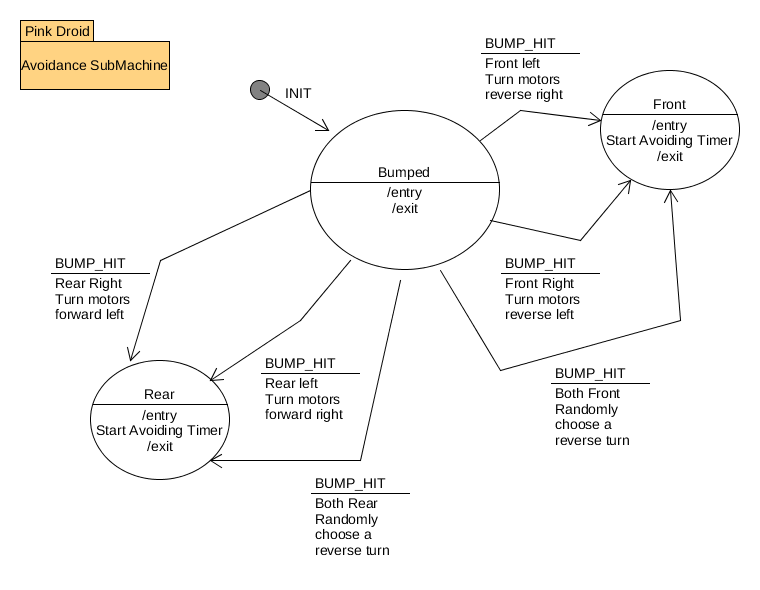 Pink Droid
Avoidance SubMachine
INIT
BUMP_HIT
Front left
Turn motors
reverse right
Front
/entry
Start Avoiding Timer
/exit
Bumped
/entry
/exit
BUMP_HIT
Rear Right
Turn motors
forward left
BUMP_HIT
Front Right
Turn motors
reverse left
BUMP_HIT
Rear left
Turn motors
forward right
BUMP_HIT
Both Front
Randomly
choose a
reverse turn
Rear
/entry
Start Avoiding Timer
/exit
BUMP_HIT
Both Rear
Randomly
choose a
reverse turn